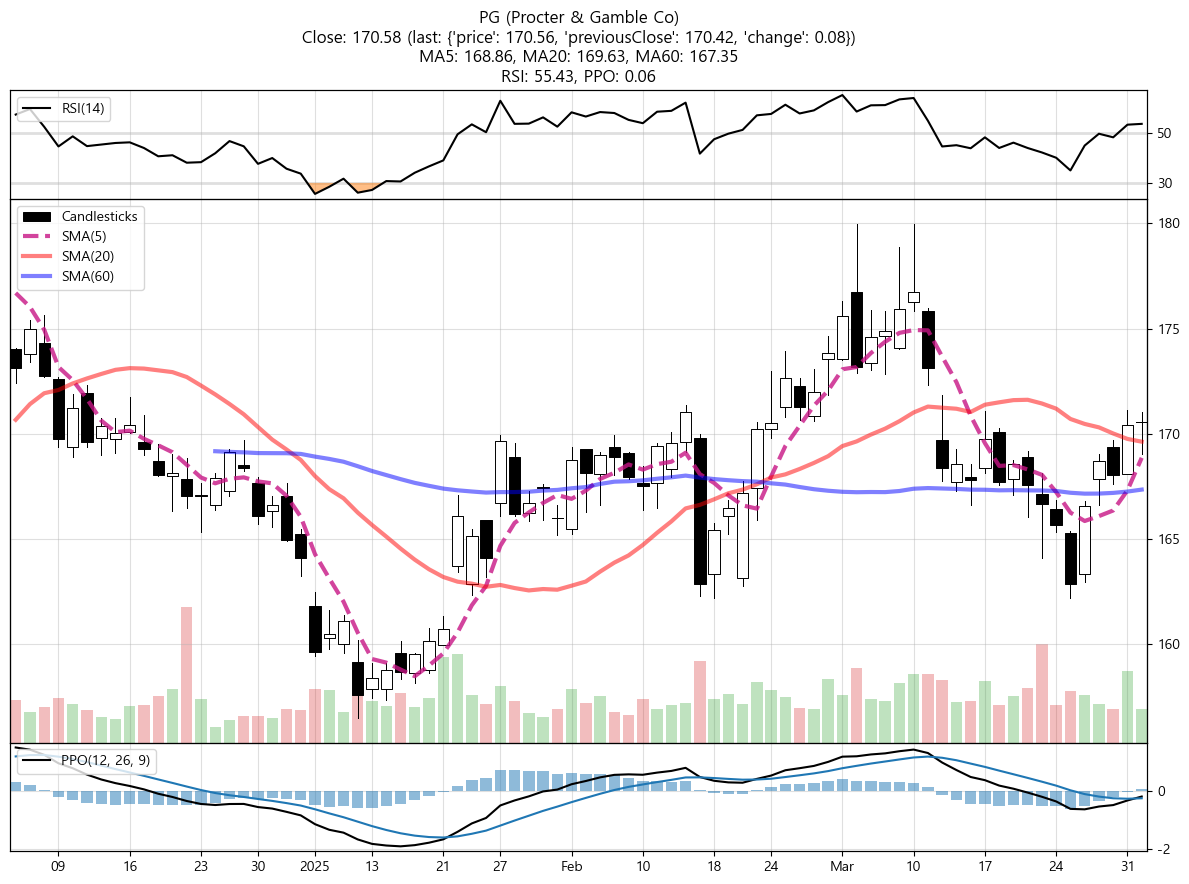 PG (Procter & Gamble Co)
Close: 170.58 (last: {'price': 170.56, 'previousClose': 170.42, 'change': 0.08})
MA5: 168.86, MA20: 169.63, MA60: 167.35
RSI: 55.43, PPO: 0.06
RSI(14)
50
30
Candlesticks
SMA(5)
SMA(20)
SMA(60)
180
175
170
165
160
PPO(12, 26, 9)
0
-2
09 16 23 30 2025 13 21 27 Feb 10 18 24 Mar 10 17 24 31